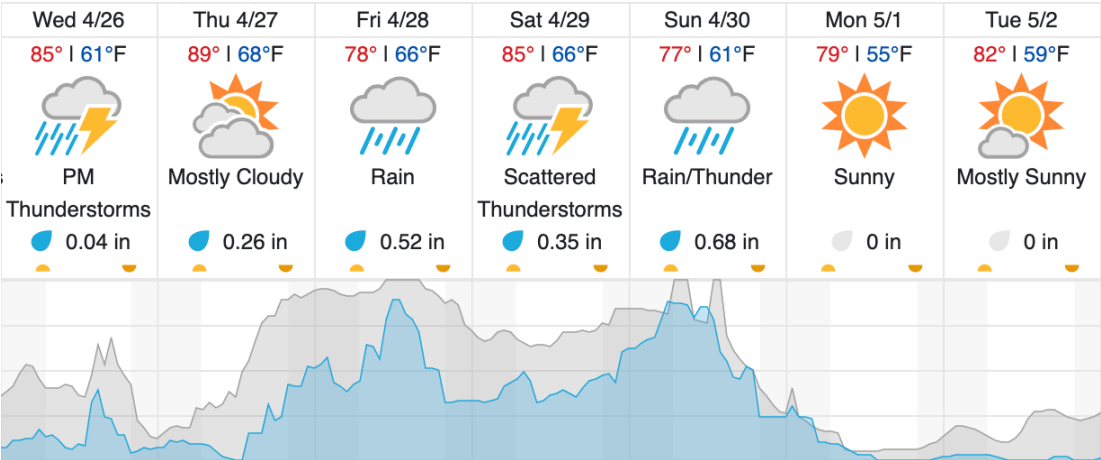 Wed 4/26
Thu 4/27
Fri 4/28
Sat 4/29
Sun 4/30
Mon 5/1
Tue 5/2
85° | 61°F
89° | 68°F
78° | 66°F
85° | 66°F
77° | 61°F
79° | 55°F
82° | 59°F
s
PM
Mostly Cloudy
Rain
Scattered
Rain/Thunder
Sunny
Mostly Sunny
Thunderstorms
Thunderstorms
0.04 in
0.26 in
0.52 in
0.35 in
0.68 in
0 in
0 in